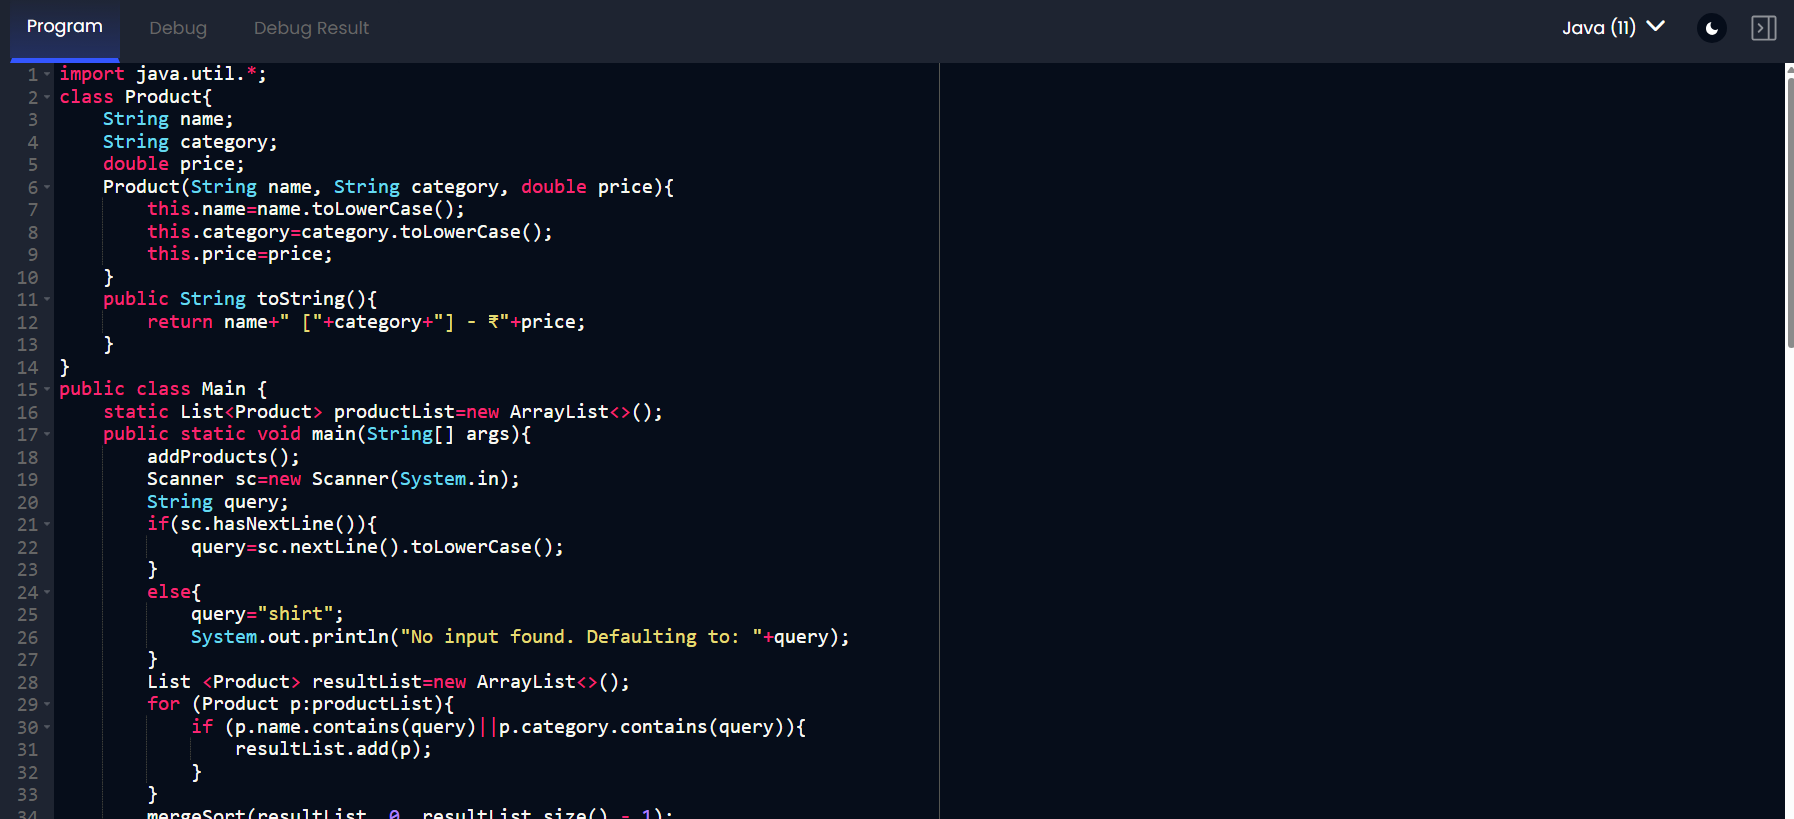 Program Debug Debug Result Java (11)
1 import java.util.*;
2 class Product{
3     String name;
4     String category;
5     double price;
6     Product(String name, String category, double price){
7         this.name=name.toLowerCase();
8         this.category=category.toLowerCase();
9         this.price=price;
10     }
11     public String toString(){
12         return name+" ["+category+"] - ₹"+price;
13     }
14 }
15 public class Main {
16     static List<Product> productList=new ArrayList<>();
17     public static void main(String[] args){
18         addProducts();
19         Scanner sc=new Scanner(System.in);
20         String query;
21         if(sc.hasNextLine()){
22             query=sc.nextLine().toLowerCase();
23         }
24         else{
25             query="shirt";
26             System.out.println("No input found. Defaulting to: "+query);
27         }
28         List <Product> resultList=new ArrayList<>();
29         for (Product p:productList){
30             if (p.name.contains(query)||p.category.contains(query)){
31                 resultList.add(p);
32             }
33         }
34         mergeSort(resultList, 0, resultList.size() - 1);